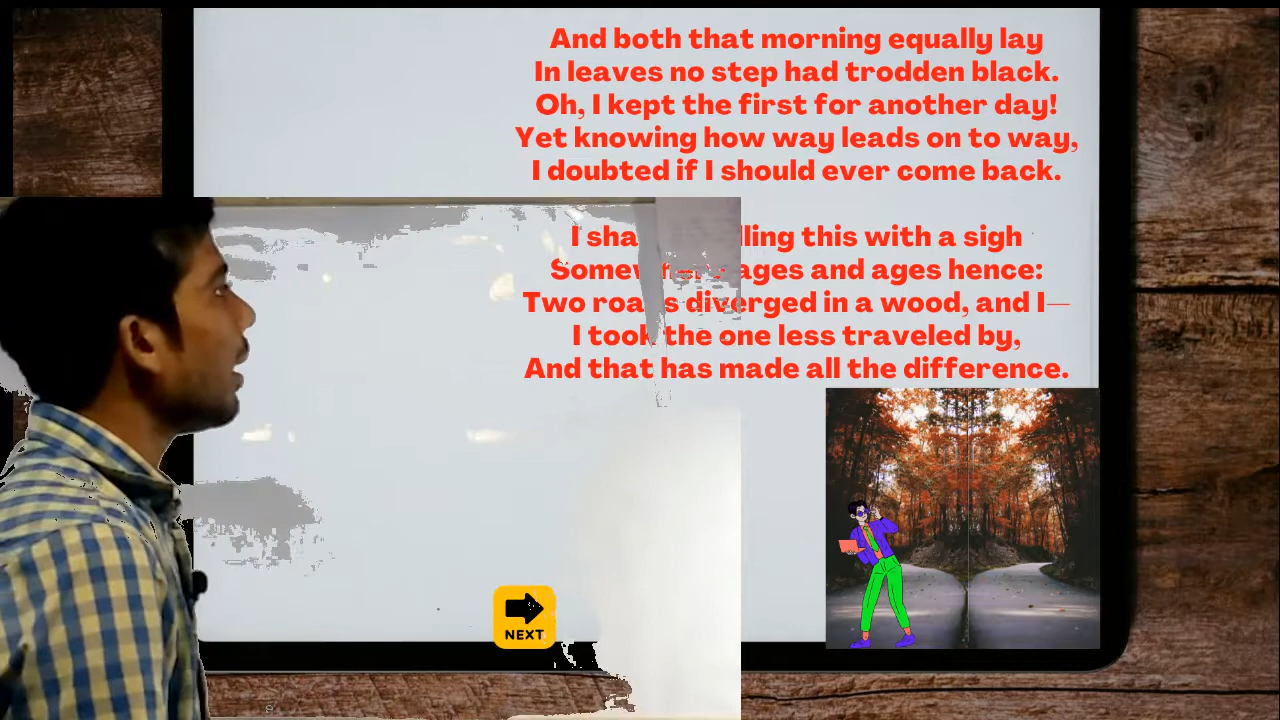 And both that morning equally lay
In leaves no step had trodden black.
Oh, I kept the first for another day!
Yet knowing how way leads on to way,
I doubted if I should ever come back.
I this with a sigh
ages and ages hence:
Two roads diverged in a wood, and I—
I took the one less traveled by,
And that has made all the difference.
NEXT